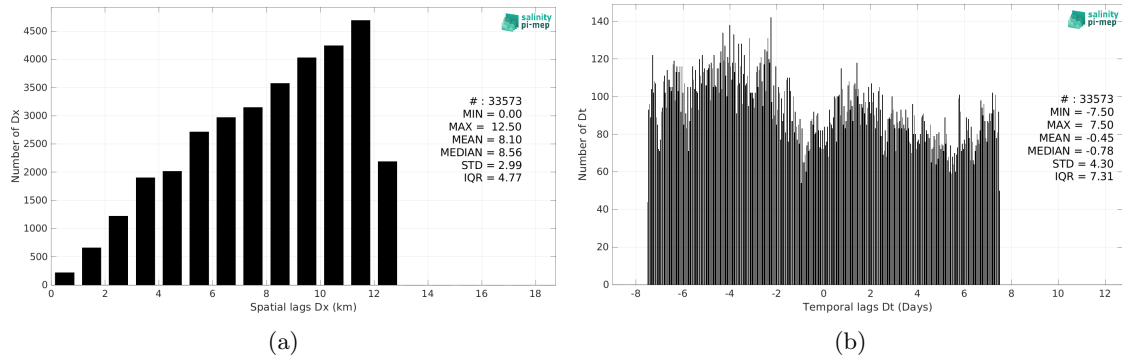 salinity
pi-mep
4500
4000
3500
3000
2500
2000
1500
1000
500
0
Number of Dx
# : 33573
MIN = 0.00
MAX = 12.50
MEAN = 8.10
MEDIAN = 8.56
STD = 2.99
IQR = 4.77
0 2 4 6 8 10 12 14 16 18
Spatial lags Dx (km)
(a)
salinity
pi-mep
140
120
100
80
60
40
20
0
Number of Dt
# : 33573
MIN = -7.50
MAX = 7.50
MEAN = -0.45
MEDIAN = -0.78
STD = 4.30
IQR = 7.31
-8 -6 -4 -2 0 2 4 6 8 10 12
Temporal lags Dt (Days)
(b)